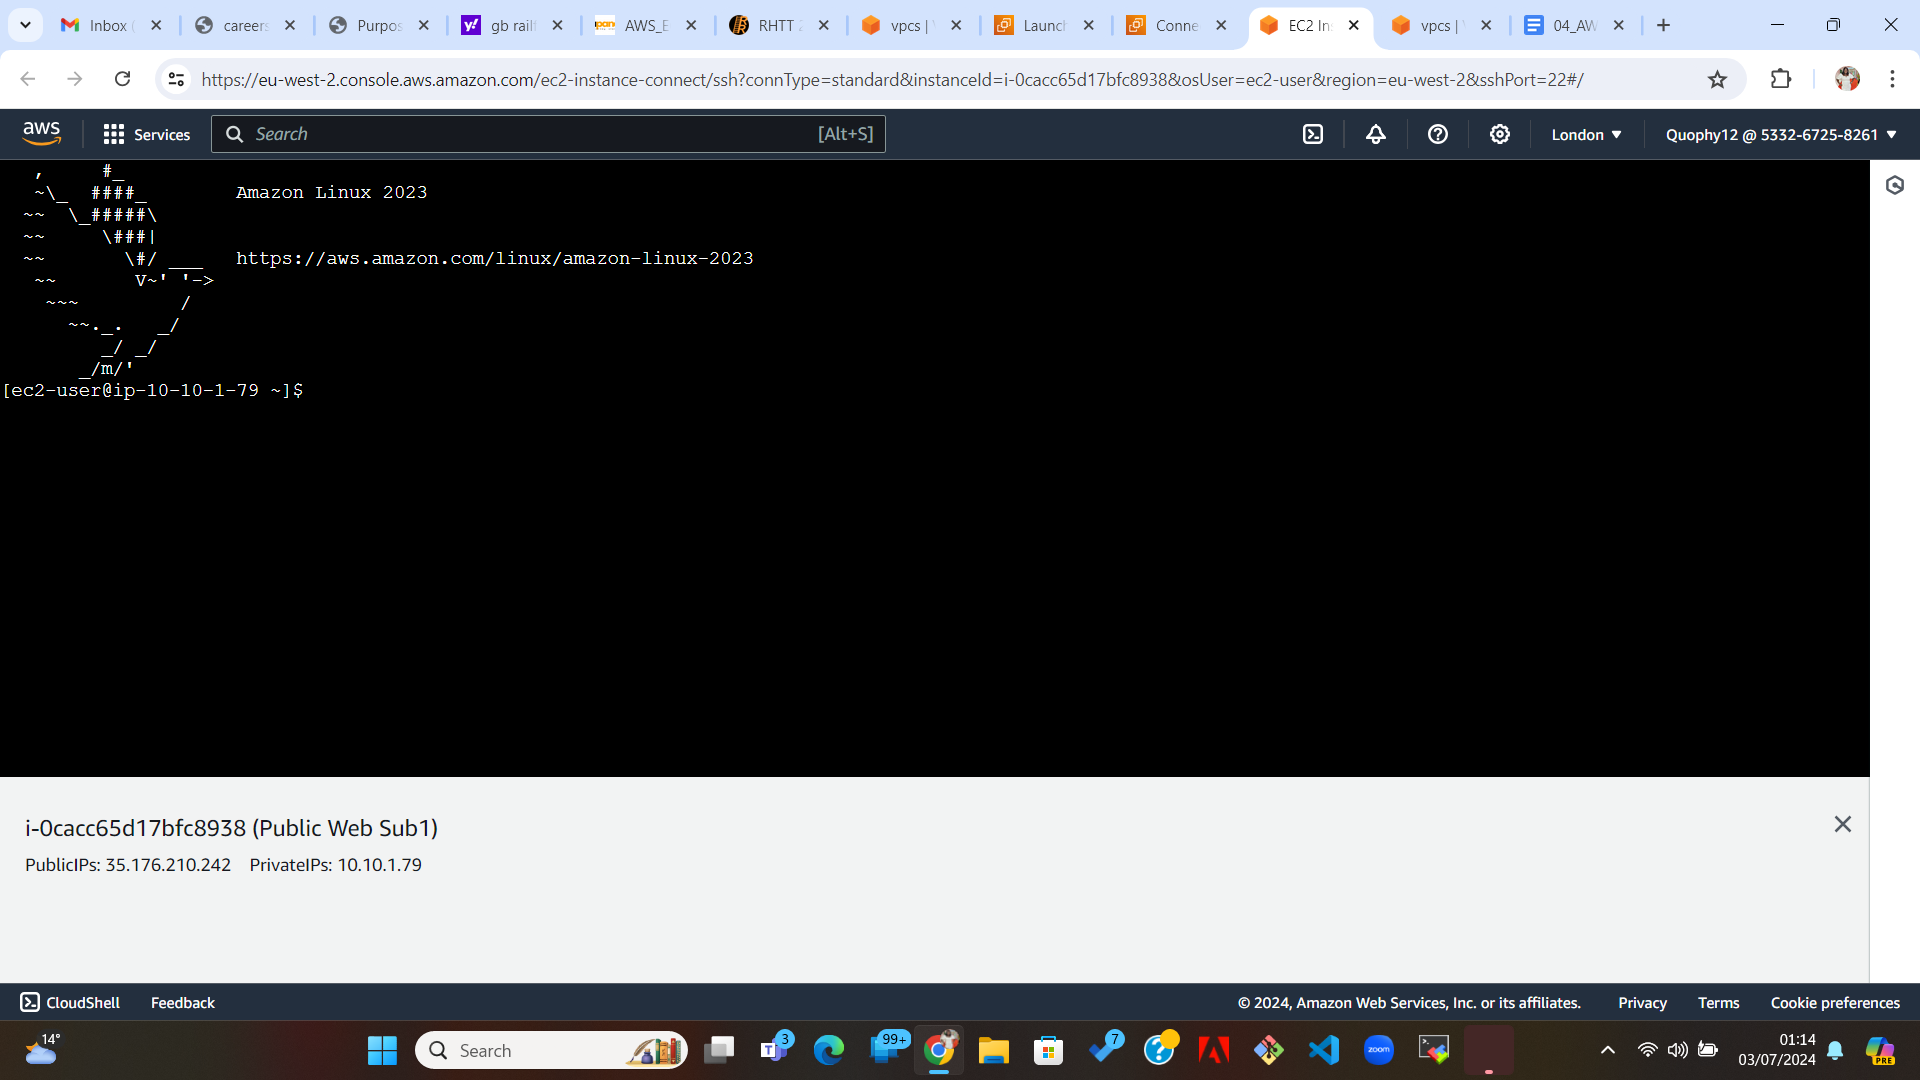 Inbox (
careers
Purpos
gb railf
AWS_E
RHTT 2
vpcs | V
Launch
Conne
EC2 Ins
vpcs | V
04_AW
https://eu-west-2.console.aws.amazon.com/ec2-instance-connect/ssh?connType=standard&instanceId=i-0cacc65d17bfc8938&osUser=ec2-user&region=eu-west-2&sshPort=22#/
aws
Services
Search
[Alt+S]
London
Quophy12 @ 5332-6725-8261
   ,     #_
   ~\_  ####_        Amazon Linux 2023
  ~~  \_#####\
  ~~     \###|
  ~~       \#/ ___   https://aws.amazon.com/linux/amazon-linux-2023
   ~~       V~' '->
    ~~~         /
      ~~._.   _/
         _/ _/
       _/m/'
[ec2-user@ip-10-10-1-79 ~]$
i-0cacc65d17bfc8938 (Public Web Sub1)
PublicIPs: 35.176.210.242 PrivateIPs: 10.10.1.79
CloudShell
Feedback
© 2024, Amazon Web Services, Inc. or its affiliates.
Privacy
Terms
Cookie preferences
14°
Search
3
99+
7
zoom
01:14
03/07/2024
PRE